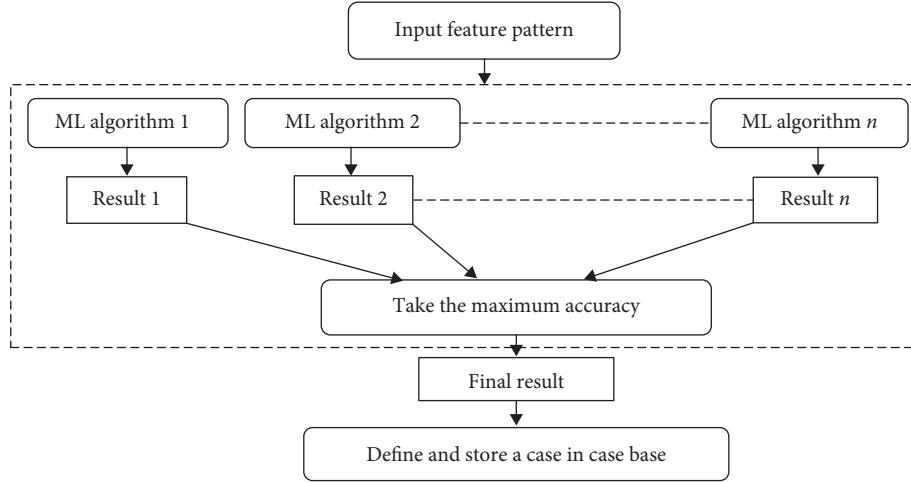 Input feature pattern
ML algorithm 1
ML algorithm 2
ML algorithm n
Result 1
Result 2
Result n
Take the maximum accuracy
Final result
Define and store a case in case base